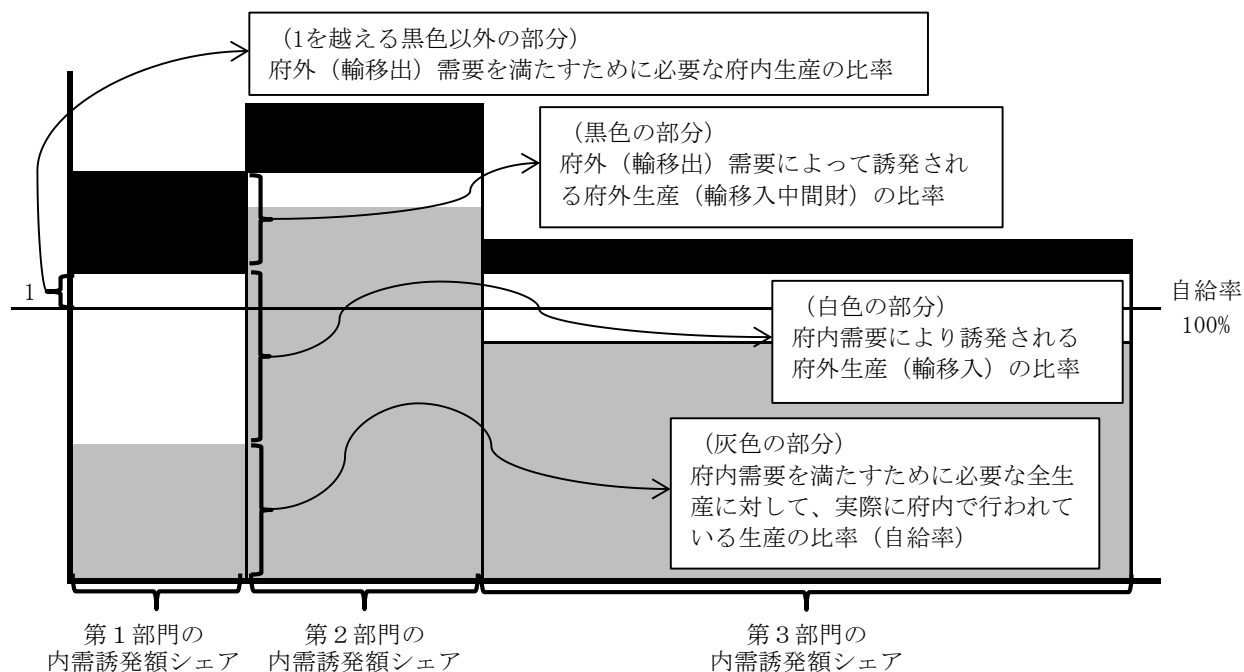 （1を越える黒色以外の部分）
府外（輸移出）需要を満たすために必要な府内生産の比率
（黒色の部分）
府外（輸移出）需要によって誘発され
る府外生産（輸移入中間財）の比率
1
自給率
100%
（白色の部分）
府内需要により誘発される
府外生産（輸移入）の比率
（灰色の部分）
府内需要を満たすために必要な全生
産に対して、実際に府内で行われて
いる生産の比率（自給率）
第１部門の
内需誘発額シェア
第２部門の
内需誘発額シェア
第３部門の
内需誘発額シェア